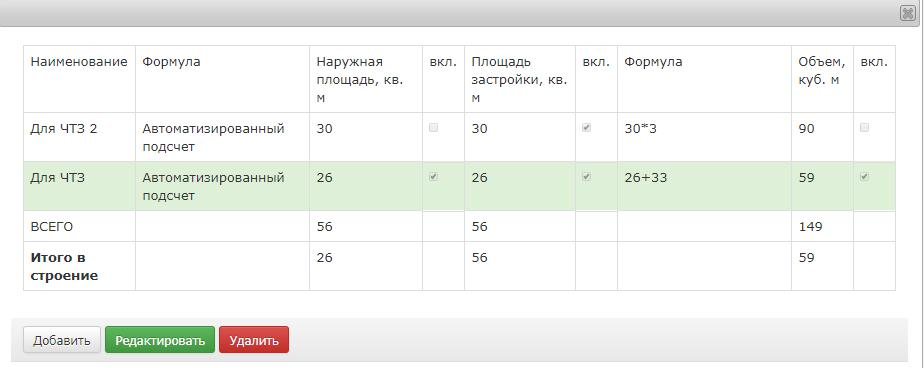 Наименование Формула Наружная площадь, кв. м вкл. Площадь застройки, кв. м вкл. Формула Объем, куб. м вкл.
Для ЧТЗ 2 Автоматизированный подсчет 30 30 30*3 90
Для ЧТЗ Автоматизированный подсчет 26 26 26+33 59
ВСЕГО 56 56 149
Итого в строение 26 56 59
Добавить Редактировать Удалить